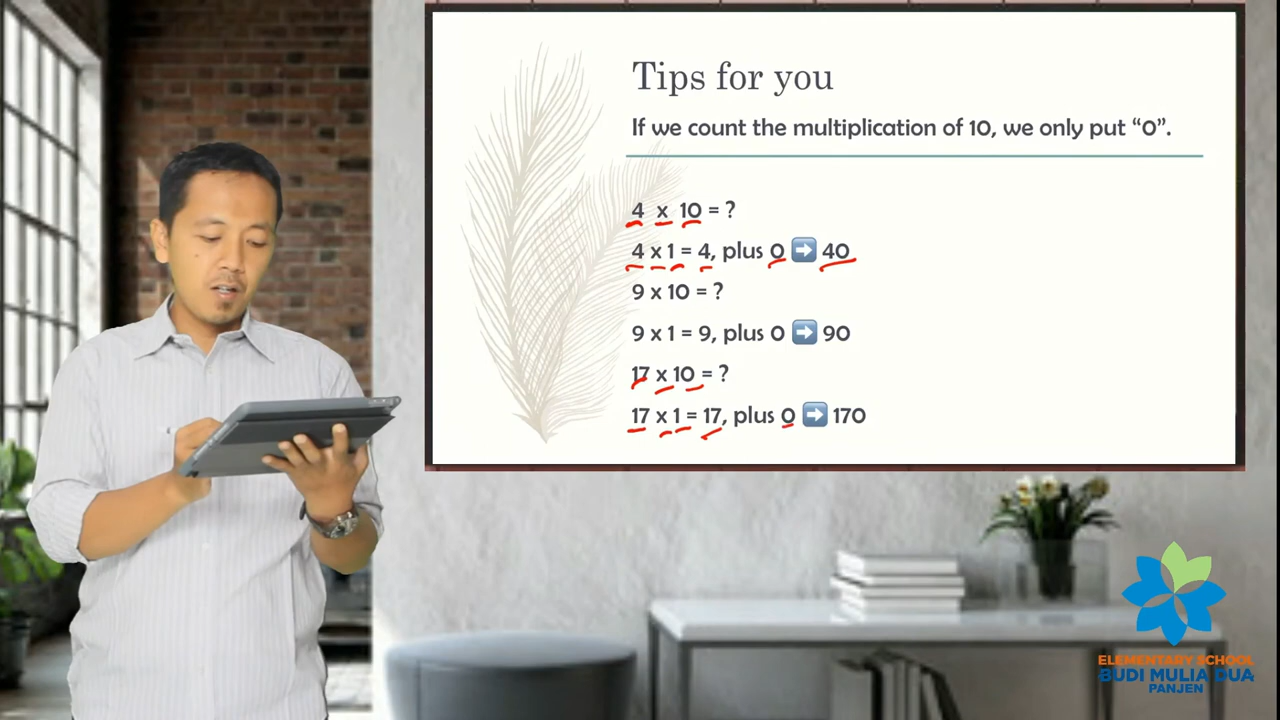 Tips for you
If we count the multiplication of 10, we only put “0”.
4 x 10 = ?
4 x 1 = 4, plus 0 ➡ 40
9 x 10 = ?
9 x 1 = 9, plus 0 ➡ 90
17 x 10 = ?
17 x 1 = 17, plus 0 ➡ 170
ELEMENTARY SCHOOL
BUDI MULIA DUA
PANJEN